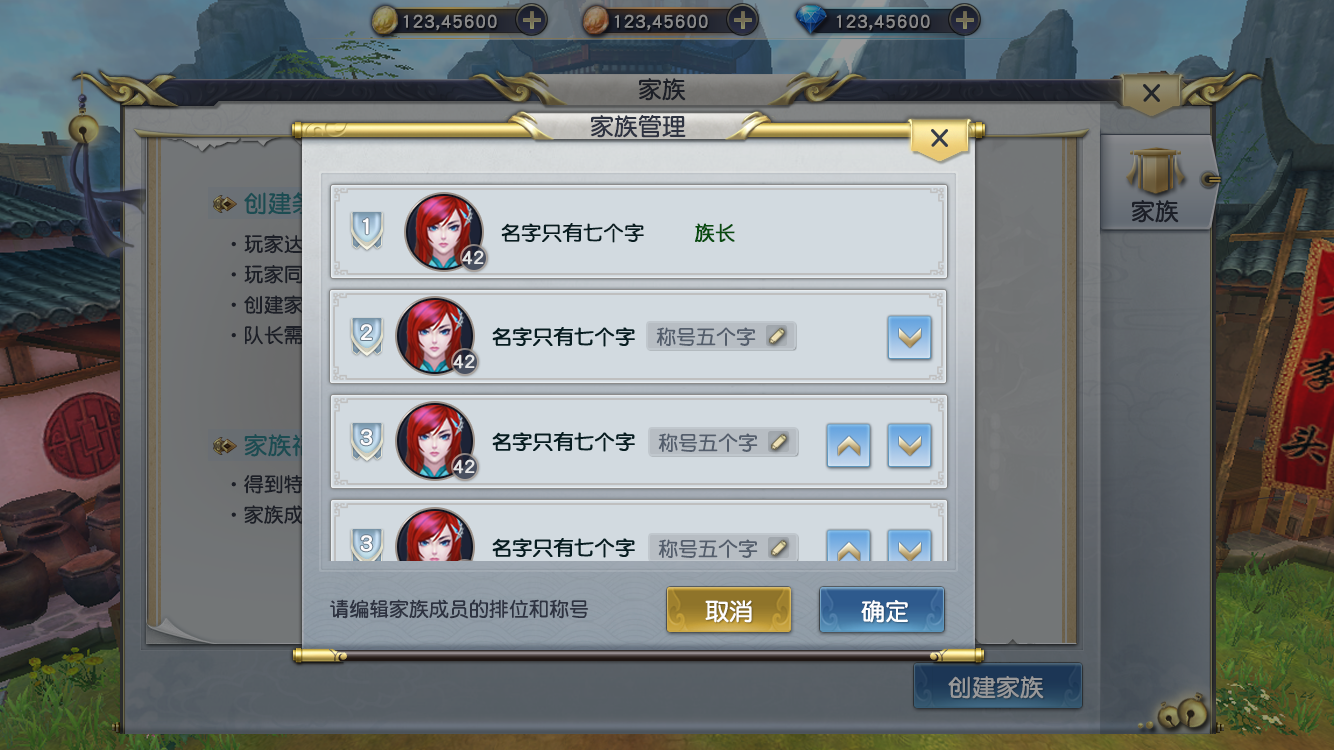 123,45600
123,45600
123,45600
家族
家族管理
家族
创建
玩家达
玩家同
创建家
队长需
家族
得到特
家族成
1
42
名字只有七个字
族长
2
42
名字只有七个字
称号五个字
3
42
名字只有七个字
称号五个字
3
名字只有七个字
称号五个字
请编辑家族成员的排位和称号
取消
确定
创建家族
李
头